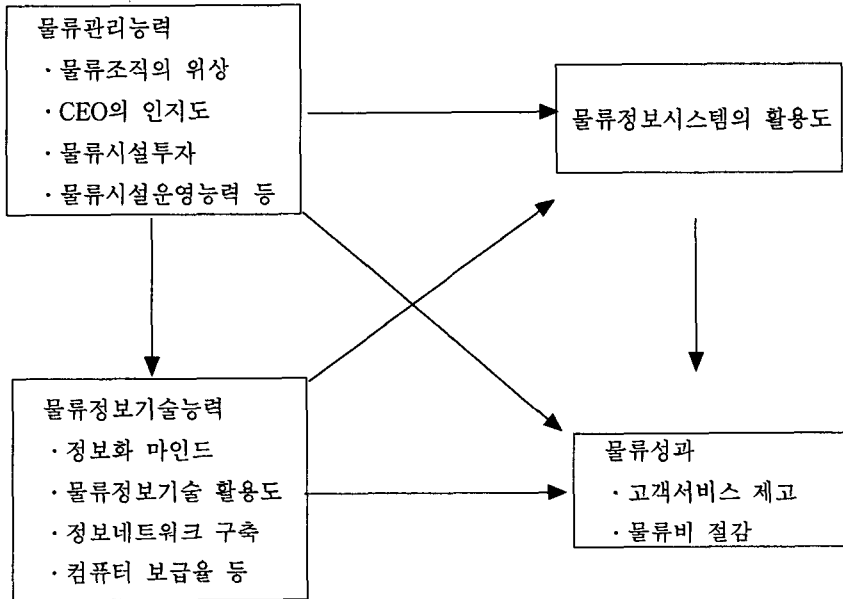 물류관리능력
· 물류조직의 위상
· CEO의 인지도
· 물류시설투자
· 물류시설운영능력 등
물류정보시스템의 활용도
물류정보기술능력
· 정보화 마인드
· 물류정보기술 활용도
· 정보네트워크 구축
· 컴퓨터 보급율 등
물류성과
· 고객서비스 제고
· 물류비 절감